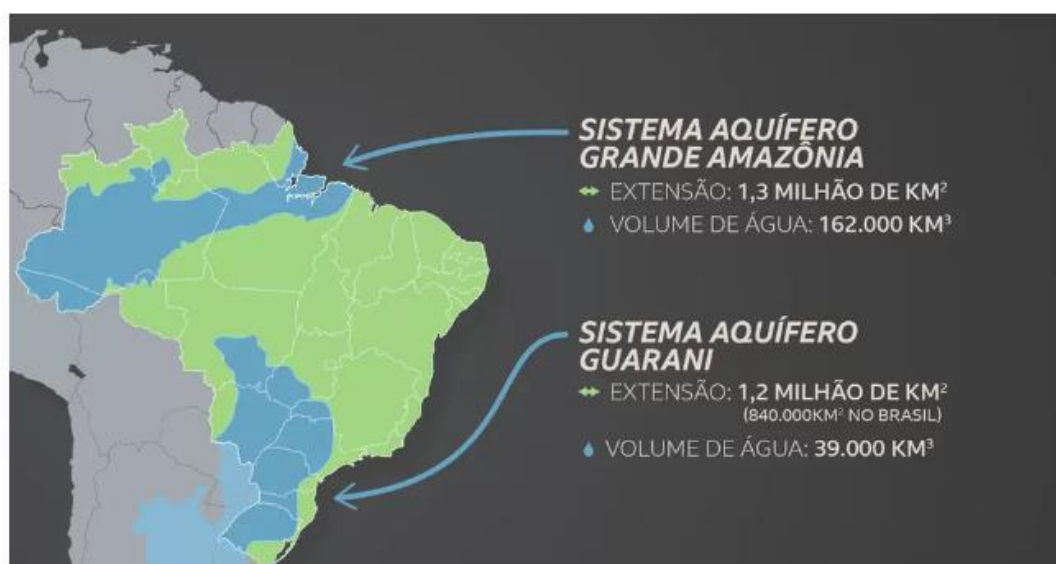 SISTEMA AQUÍFERO
GRANDE AMAZÔNIA
EXTENSÃO: 1,3 MILHÃO DE KM²
VOLUME DE ÁGUA: 162.000 KM³
SISTEMA AQUÍFERO
GUARANI
EXTENSÃO: 1,2 MILHÃO DE KM²
(840.000KM² NO BRASIL)
VOLUME DE ÁGUA: 39.000 KM³